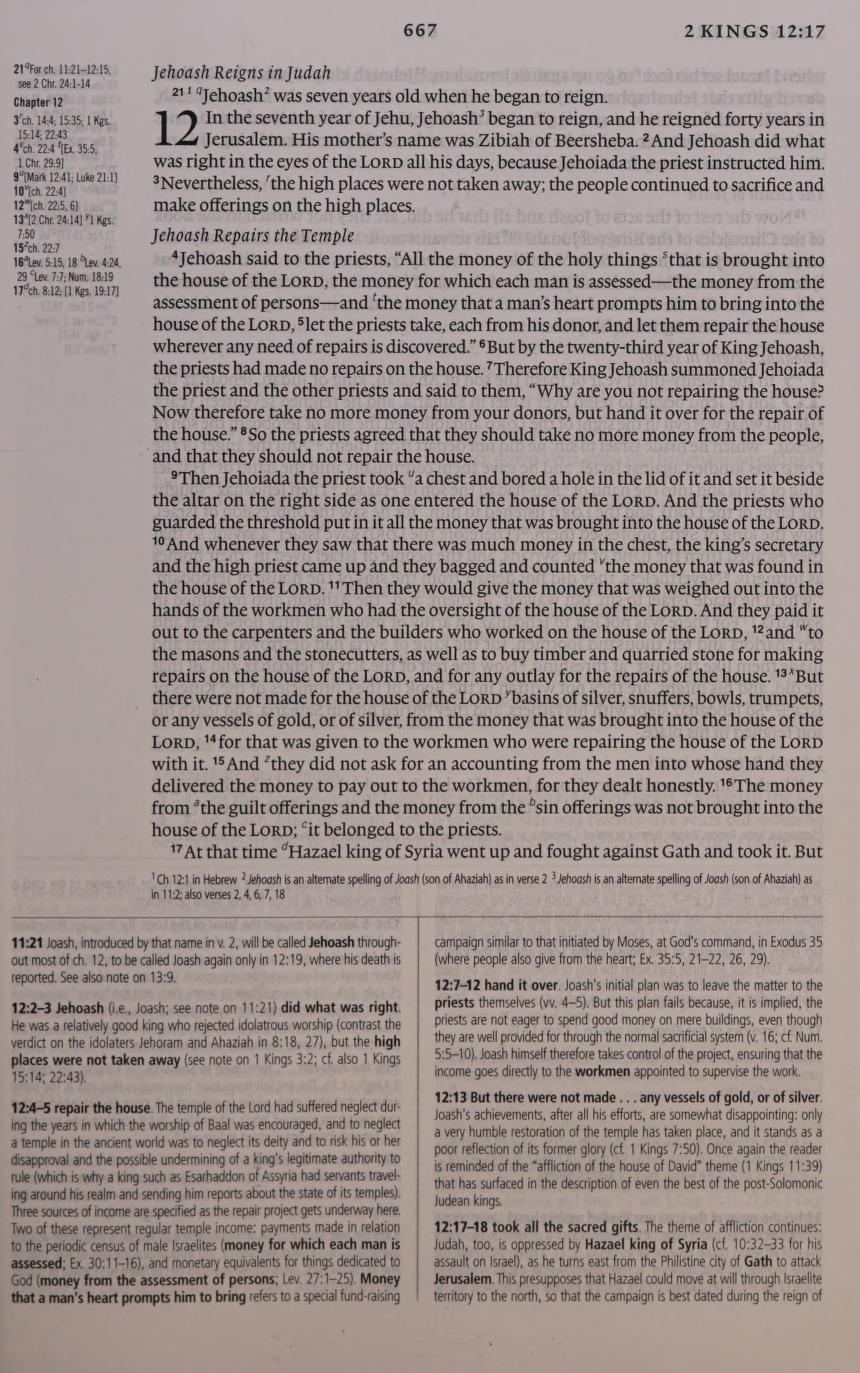 667
2 KINGS 12:17
21 q For ch. 11:21–12:15,
see 2 Chr. 24:1-14
Chapter 12
3 r ch. 14:4; 15:35; 1 Kgs.
15:14; 22:43
4 s ch. 22:4 t [Ex. 35:5;
1 Chr. 29:9]
9 u [Mark 12:41; Luke 21:1]
10 v [ch. 22:4]
12 w [ch. 22:5, 6]
13 x [2 Chr. 24:14] y 1 Kgs.
7:50
15 z ch. 22:7
16 a Lev. 5:15, 18 b Lev. 4:24,
29 c Lev. 7:7; Num. 18:19
17 d ch. 8:12; [1 Kgs. 19:17]
Jehoash Reigns in Judah
21 1 q Jehoash2 was seven years old when he began to reign.
12 In the seventh year of Jehu, Jehoash3 began to reign, and he reigned forty years in
Jerusalem. His mother's name was Zibiah of Beersheba. 2 And Jehoash did what
was right in the eyes of the LORD all his days, because Jehoiada the priest instructed him.
3 Nevertheless, r the high places were not taken away; the people continued to sacrifice and
make offerings on the high places.
Jehoash Repairs the Temple
4 Jehoash said to the priests, “All the money of the holy things s that is brought into
the house of the LORD, the money for which each man is assessed—the money from the
assessment of persons—and t the money that a man's heart prompts him to bring into the
house of the LORD, 5 let the priests take, each from his donor, and let them repair the house
wherever any need of repairs is discovered.” 6 But by the twenty-third year of King Jehoash,
the priests had made no repairs on the house. 7 Therefore King Jehoash summoned Jehoiada
the priest and the other priests and said to them, “Why are you not repairing the house?
Now therefore take no more money from your donors, but hand it over for the repair of
the house.” 8 So the priests agreed that they should take no more money from the people,
and that they should not repair the house.
9 Then Jehoiada the priest took u a chest and bored a hole in the lid of it and set it beside
the altar on the right side as one entered the house of the LORD. And the priests who
guarded the threshold put in it all the money that was brought into the house of the LORD.
10 And whenever they saw that there was much money in the chest, the king's secretary
and the high priest came up and they bagged and counted v the money that was found in
the house of the LORD. 11 Then they would give the money that was weighed out into the
hands of the workmen who had the oversight of the house of the LORD. And they paid it
out to the carpenters and the builders who worked on the house of the LORD, 12 and w to
the masons and the stonecutters, as well as to buy timber and quarried stone for making
repairs on the house of the LORD, and for any outlay for the repairs of the house. 13 x But
there were not made for the house of the LORD y basins of silver, snuffers, bowls, trumpets,
or any vessels of gold, or of silver, from the money that was brought into the house of the
LORD, 14 for that was given to the workmen who were repairing the house of the LORD
with it. 15 And z they did not ask for an accounting from the men into whose hand they
delivered the money to pay out to the workmen, for they dealt honestly. 16 The money
from a the guilt offerings and the money from the b sin offerings was not brought into the
house of the LORD; c it belonged to the priests.
17 At that time d Hazael king of Syria went up and fought against Gath and took it. But
1 Ch 12:1 in Hebrew 2 Jehoash is an alternate spelling of Joash (son of Ahaziah) as in verse 2 3 Jehoash is an alternate spelling of Joash (son of Ahaziah) as
in 11:2; also verses 2, 4, 6, 7, 18
11:21 Joash, introduced by that name in v. 2, will be called Jehoash through-
out most of ch. 12, to be called Joash again only in 12:19, where his death is
reported. See also note on 13:9.
12:2–3 Jehoash (i.e., Joash; see note on 11:21) did what was right.
He was a relatively good king who rejected idolatrous worship (contrast the
verdict on the idolaters Jehoram and Ahaziah in 8:18, 27), but the high
places were not taken away (see note on 1 Kings 3:2; cf. also 1 Kings
15:14; 22:43).
12:4–5 repair the house. The temple of the Lord had suffered neglect dur-
ing the years in which the worship of Baal was encouraged, and to neglect
a temple in the ancient world was to neglect its deity and to risk his or her
disapproval and the possible undermining of a king's legitimate authority to
rule (which is why a king such as Esarhaddon of Assyria had servants travel-
ing around his realm and sending him reports about the state of its temples).
Three sources of income are specified as the repair project gets underway here.
Two of these represent regular temple income: payments made in relation
to the periodic census of male Israelites (money for which each man is
assessed; Ex. 30:11–16), and monetary equivalents for things dedicated to
God (money from the assessment of persons; Lev. 27:1–25). Money
that a man's heart prompts him to bring refers to a special fund-raising
campaign similar to that initiated by Moses, at God's command, in Exodus 35
(where people also give from the heart; Ex. 35:5, 21–22, 26, 29).
12:7–12 hand it over. Joash's initial plan was to leave the matter to the
priests themselves (vv. 4–5). But this plan fails because, it is implied, the
priests are not eager to spend good money on mere buildings, even though
they are well provided for through the normal sacrificial system (v. 16; cf. Num.
5:5–10). Joash himself therefore takes control of the project, ensuring that the
income goes directly to the workmen appointed to supervise the work.
12:13 But there were not made . . . any vessels of gold, or of silver.
Joash's achievements, after all his efforts, are somewhat disappointing: only
a very humble restoration of the temple has taken place, and it stands as a
poor reflection of its former glory (cf. 1 Kings 7:50). Once again the reader
is reminded of the “affliction of the house of David” theme (1 Kings 11:39)
that has surfaced in the description of even the best of the post-Solomonic
Judean kings.
12:17–18 took all the sacred gifts. The theme of affliction continues:
Judah, too, is oppressed by Hazael king of Syria (cf. 10:32–33 for his
assault on Israel), as he turns east from the Philistine city of Gath to attack
Jerusalem. This presupposes that Hazael could move at will through Israelite
territory to the north, so that the campaign is best dated during the reign of